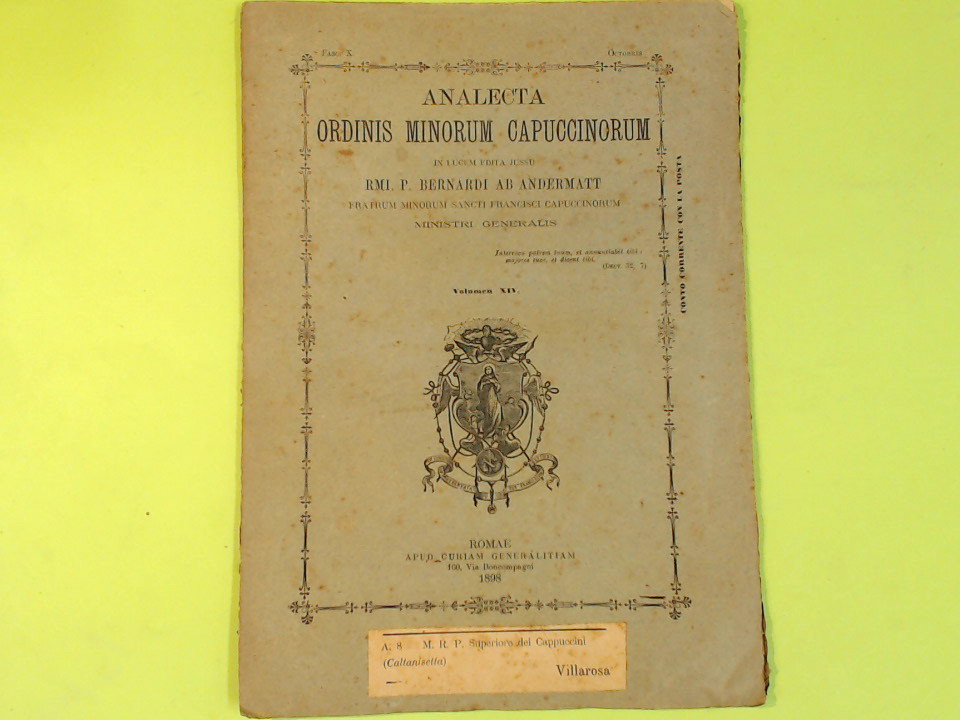 Fasc. X.
Octobris
ANALECTA
ORDINIS MINORUM CAPUCCINORUM
IN LUCEM EDITA JUSSU
RMI. P. BERNARDI AB ANDERMATT
FRATRUM MINORUM SANCTI FRANCISCI CAPUCCINORUM
MINISTRI GENERALIS
Interroga patrem tuum, et annuntiabit tibi:
majores tuos, et dicent tibi.
32, 7)
Volumen XIV.
ROMAE
APUD CURIAM GENERALITIAM
160, Via Boncompagni
1898
CONTO CORRENTE CON LA POSTA
A. 8 M. R. P. Superiore dei Cappuccini
(Caltanisetta)
Villarosa